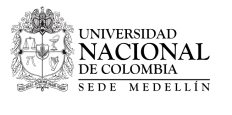 UNIVERSIDAD
NACIONAL
DE COLOMBIA
SEDE MEDELLÍN